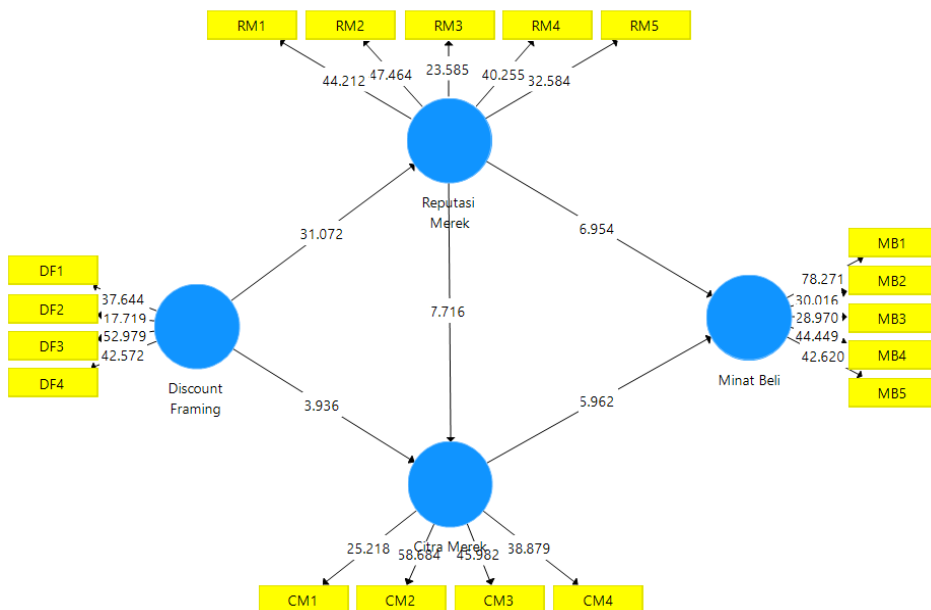 RM1
RM2
RM3
RM4
RM5
44.212
47.464
23.585
40.255
32.584
Reputasi
Merek
31.072
6.954
DF1
DF2
DF3
DF4
37.644
17.719
52.979
42.572
Discount
Framing
7.716
MB1
MB2
MB3
MB4
MB5
78.271
30.016
28.970
44.449
42.620
Minat Beli
3.936
5.962
Citra Merek
25.218
58.684
45.982
38.879
CM1
CM2
CM3
CM4